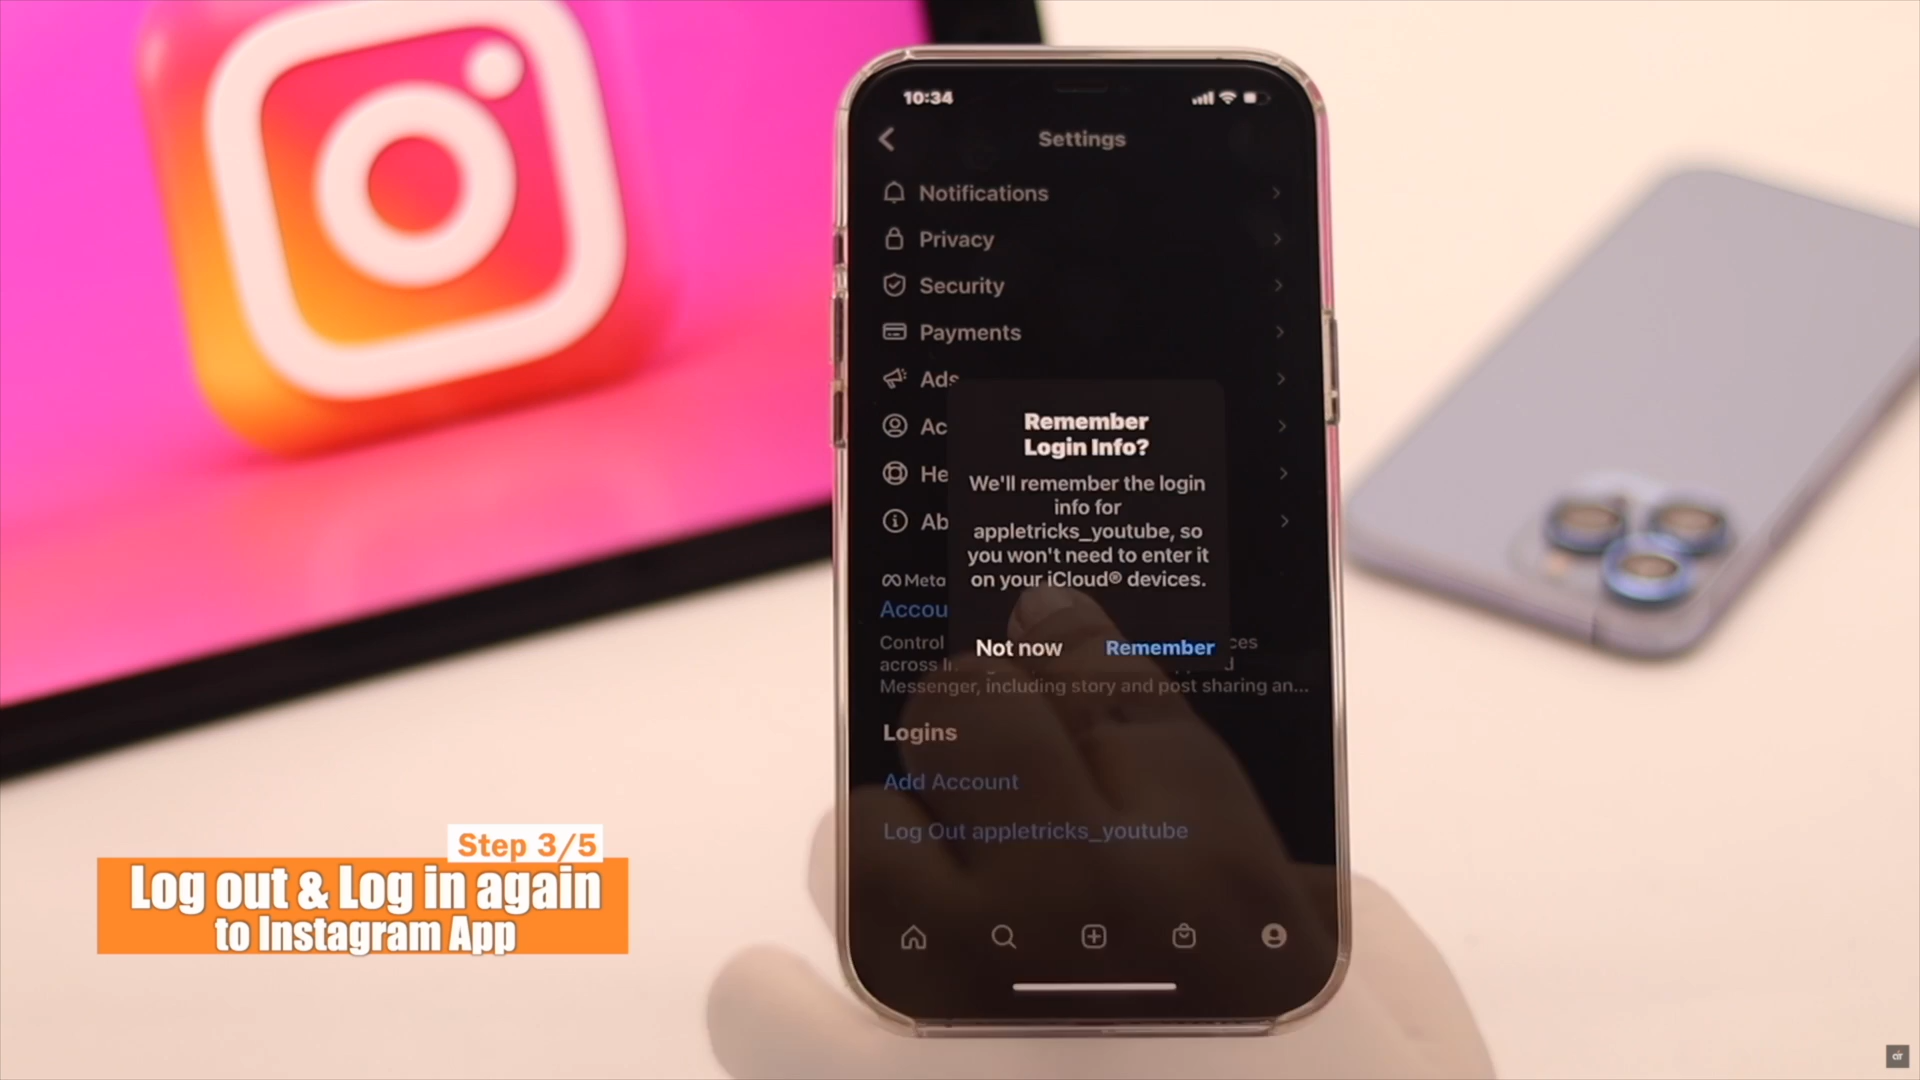 10:34
Settings
Notifications
Privacy
Security
Payments
Ads
Ac
He
Ab
Remember
Login Info?
We'll remember the login
info for
appletricks_youtube, so
you won't need to enter it
on your iCloud® devices.
Not now
Remember
Meta
Accou
Control
ces
across I
Messenger, including story and post sharing an...
Logins
Add Account
Log Out appletricks_youtube
Step 3/5
Log out & Log in again
to Instagram App